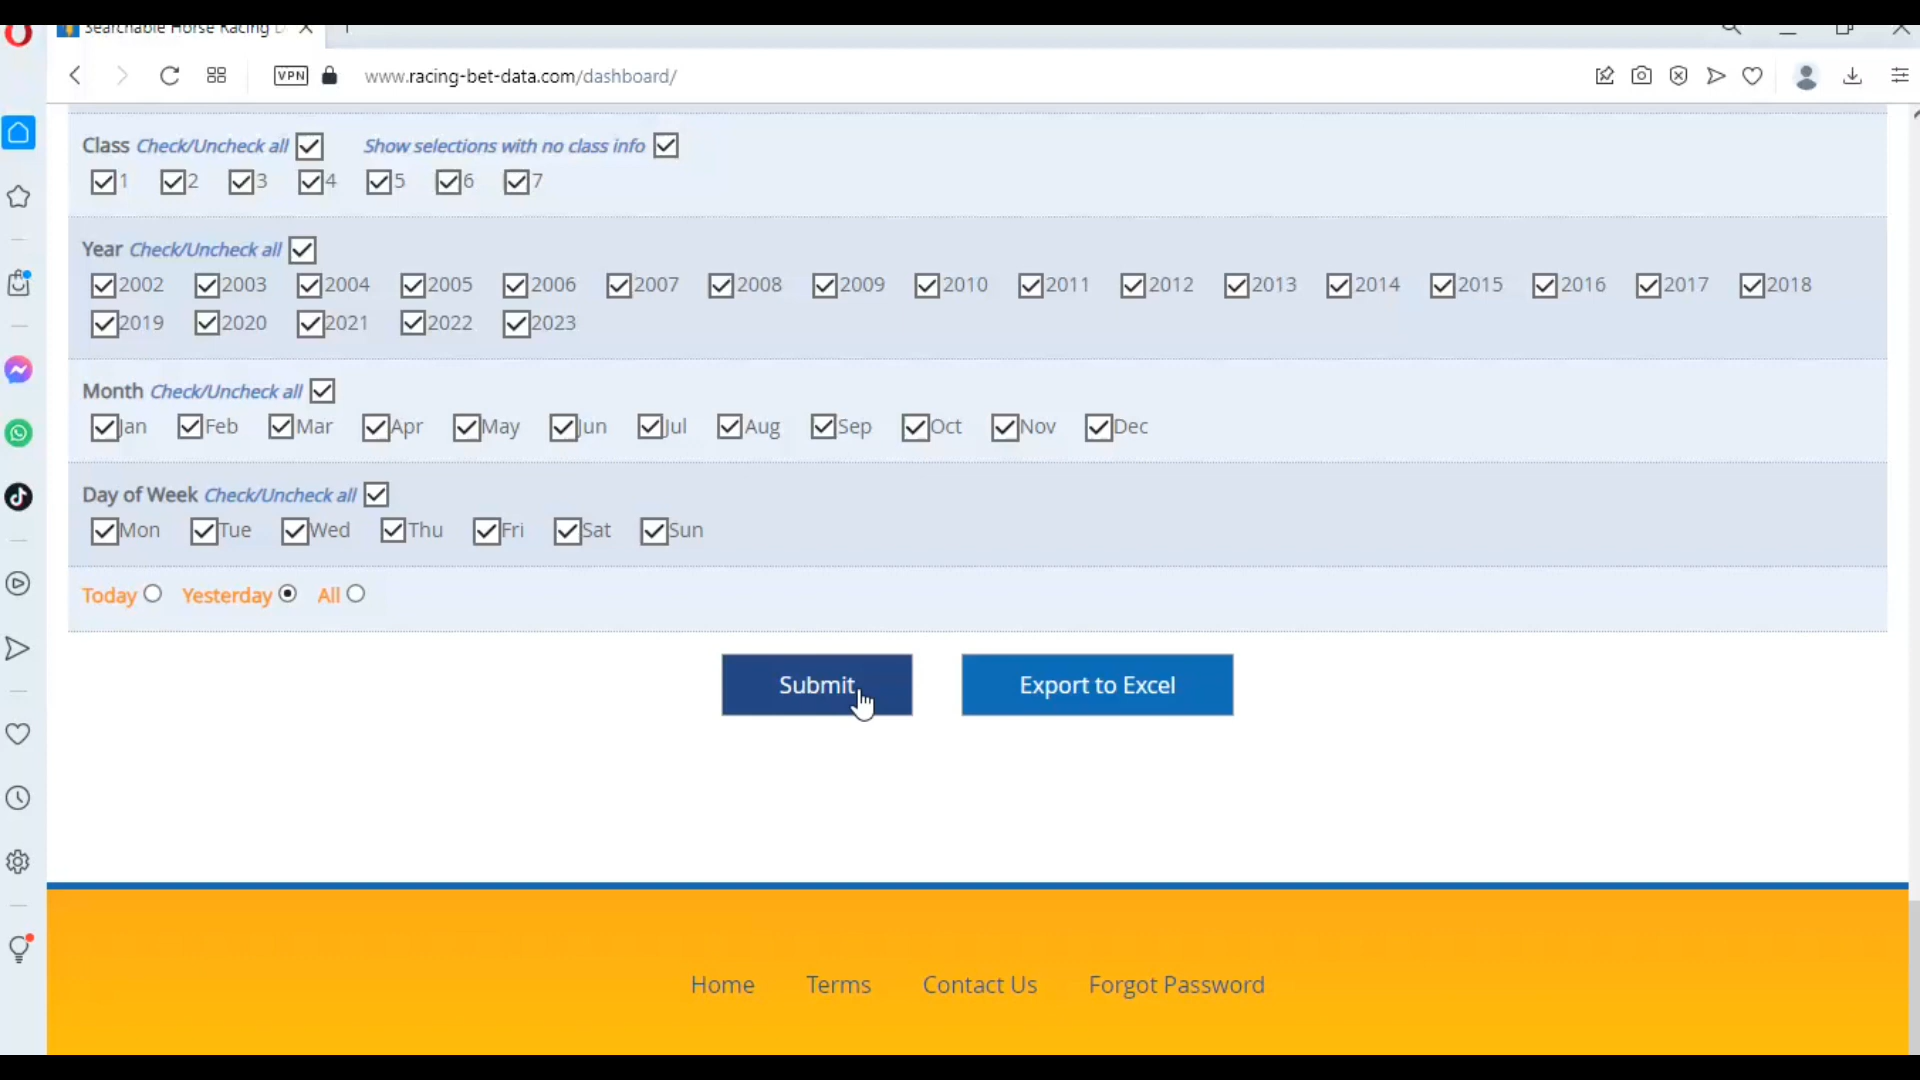 Searchable Horse Racing D
VPN www.racing-bet-data.com/dashboard/
Class Check/Uncheck all Show selections with no class info
1 2 3 4 5 6 7
Year Check/Uncheck all
2002 2003 2004 2005 2006 2007 2008 2009 2010 2011 2012 2013 2014 2015 2016 2017 2018
2019 2020 2021 2022 2023
Month Check/Uncheck all
Jan Feb Mar Apr May Jun Jul Aug Sep Oct Nov Dec
Day of Week Check/Uncheck all
Mon Tue Wed Thu Fri Sat Sun
Today Yesterday All
Submit Export to Excel
Home Terms Contact Us Forgot Password